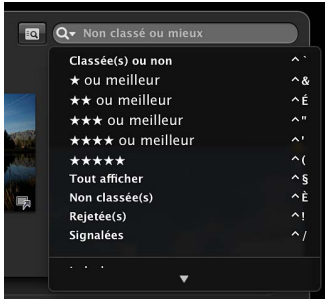 Non classé ou mieux
Classée(s) ou non ^`
★ ou meilleur ^&
★★ ou meilleur ^É
★★★ ou meilleur ^"
★★★★ ou meilleur ^'
★★★★★ ^(
Tout afficher ^§
Non classée(s) ^È
Rejetée(s) ^!
Signalées ^/